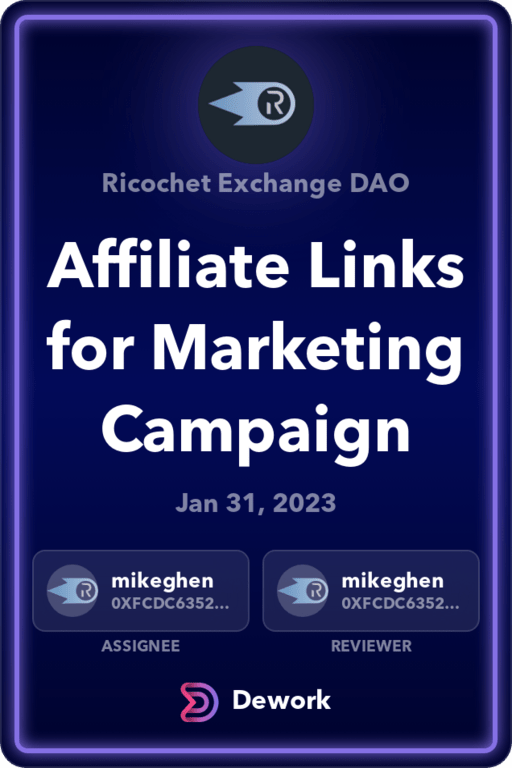 R
Ricochet Exchange DAO
Affiliate Links
for Marketing
Campaign
Jan 31, 2023
R mikeghen
0XFCDC6352...
ASSIGNEE
R mikeghen
0XFCDC6352...
REVIEWER
Dework